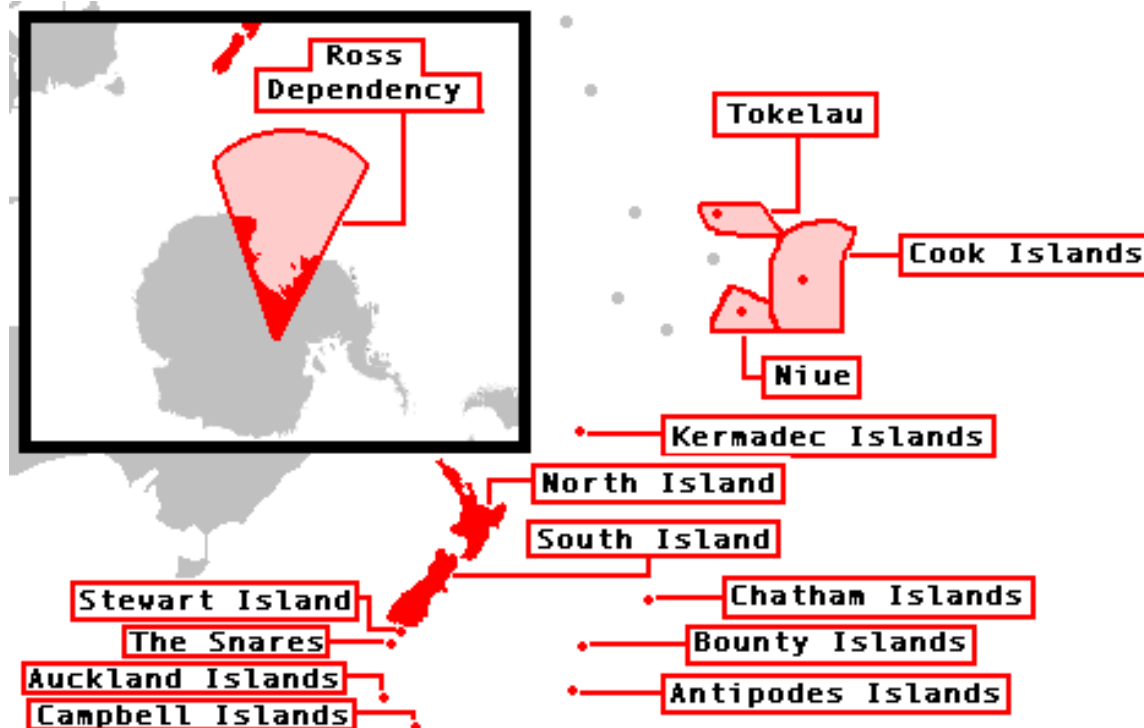 Ross
Dependency
Tokelau
Cook Islands
Niue
Kermadec Islands
North Island
South Island
Stewart Island
Chatham Islands
The Snares
Bounty Islands
Auckland Islands
Antipodes Islands
Campbell Islands